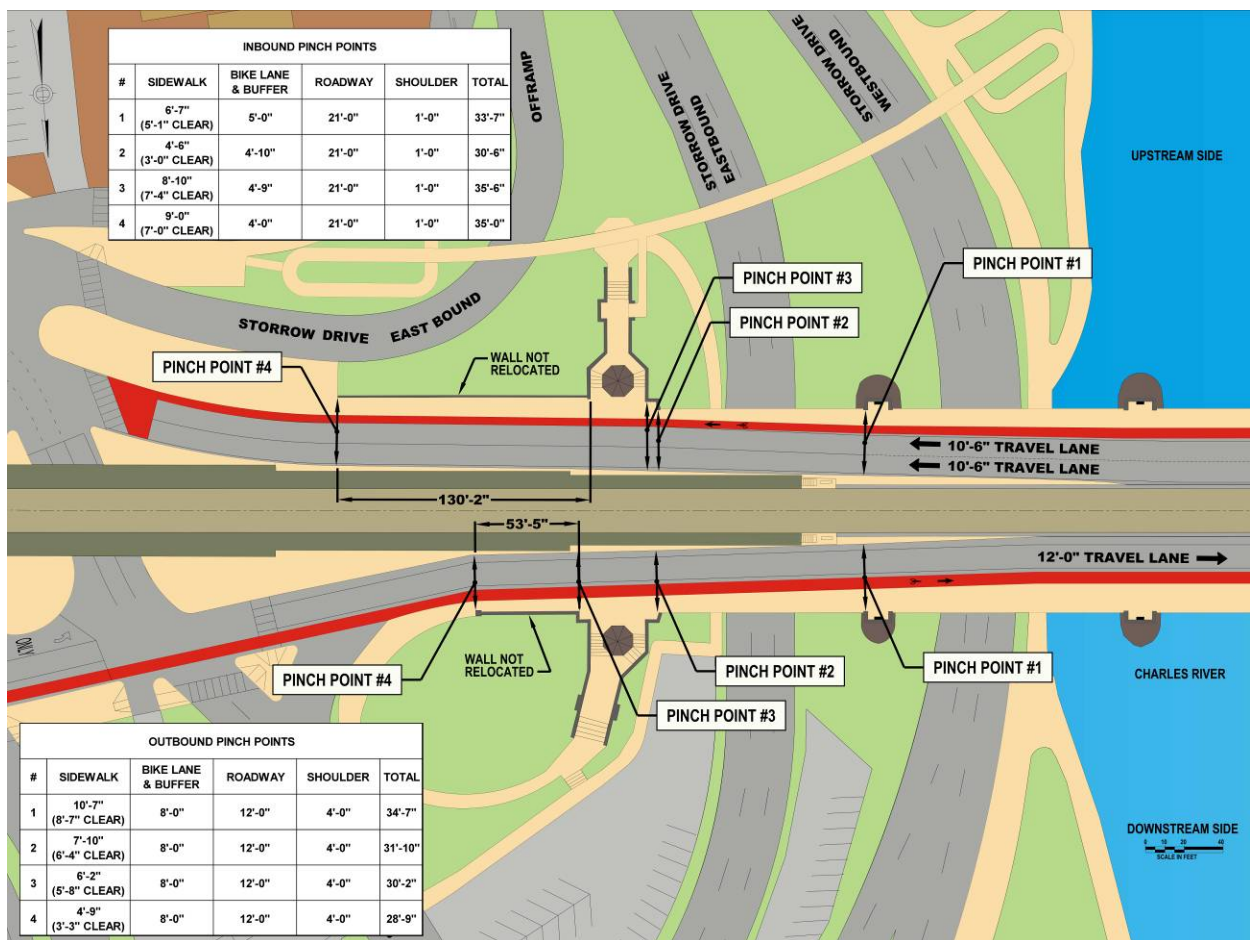 INBOUND PINCH POINTS
# SIDEWALK BIKE LANE & BUFFER ROADWAY SHOULDER TOTAL
1 6'-7" (5'-1" CLEAR) 5'-0" 21'-0" 1'-0" 33'-7"
2 4'-6" (3'-0" CLEAR) 4'-10" 21'-0" 1'-0" 30'-6"
3 8'-10" (7'-4" CLEAR) 4'-9" 21'-0" 1'-0" 35'-6"
4 9'-0" (7'-0" CLEAR) 4'-0" 21'-0" 1'-0" 35'-0"
OFFRAMP
STORROW DRIVE
EASTBOUND
STORROW DRIVE
WESTBOUND
UPSTREAM SIDE
PINCH POINT #1
PINCH POINT #3
PINCH POINT #2
STORROW DRIVE EAST BOUND
PINCH POINT #4
WALL NOT
RELOCATED
10'-6" TRAVEL LANE
10'-6" TRAVEL LANE
130'-2"
53'-5"
12'-0" TRAVEL LANE
ONLY
WALL NOT
RELOCATED
PINCH POINT #4
PINCH POINT #2
PINCH POINT #1
PINCH POINT #3
CHARLES RIVER
OUTBOUND PINCH POINTS
# SIDEWALK BIKE LANE & BUFFER ROADWAY SHOULDER TOTAL
1 10'-7" (8'-7" CLEAR) 8'-0" 12'-0" 4'-0" 34'-7"
2 7'-10" (6'-4" CLEAR) 8'-0" 12'-0" 4'-0" 31'-10"
3 6'-2" (5'-8" CLEAR) 8'-0" 12'-0" 4'-0" 30'-2"
4 4'-9" (3'-3" CLEAR) 8'-0" 12'-0" 4'-0" 28'-9"
DOWNSTREAM SIDE
0 10 20 40
SCALE IN FEET